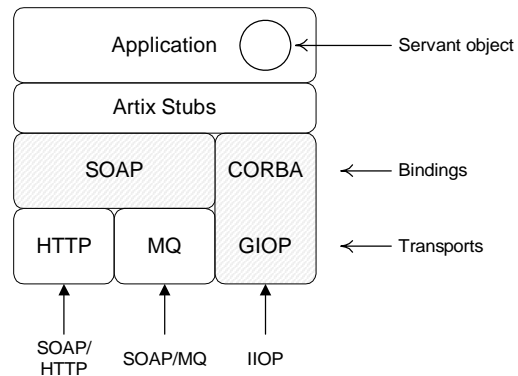 Application
Servant object
Artix Stubs
SOAP
CORBA
Bindings
HTTP
MQ
GIOP
Transports
SOAP/
HTTP
SOAP/MQ
IIOP